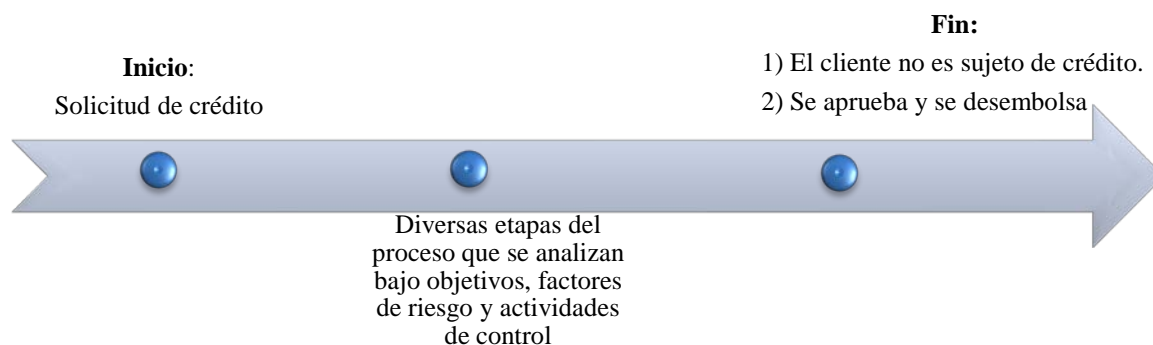 Inicio:
Solicitud de crédito
Diversas etapas del
proceso que se analizan
bajo objetivos, factores
de riesgo y actividades
de control
Fin:
1) El cliente no es sujeto de crédito.
2) Se aprueba y se desembolsa